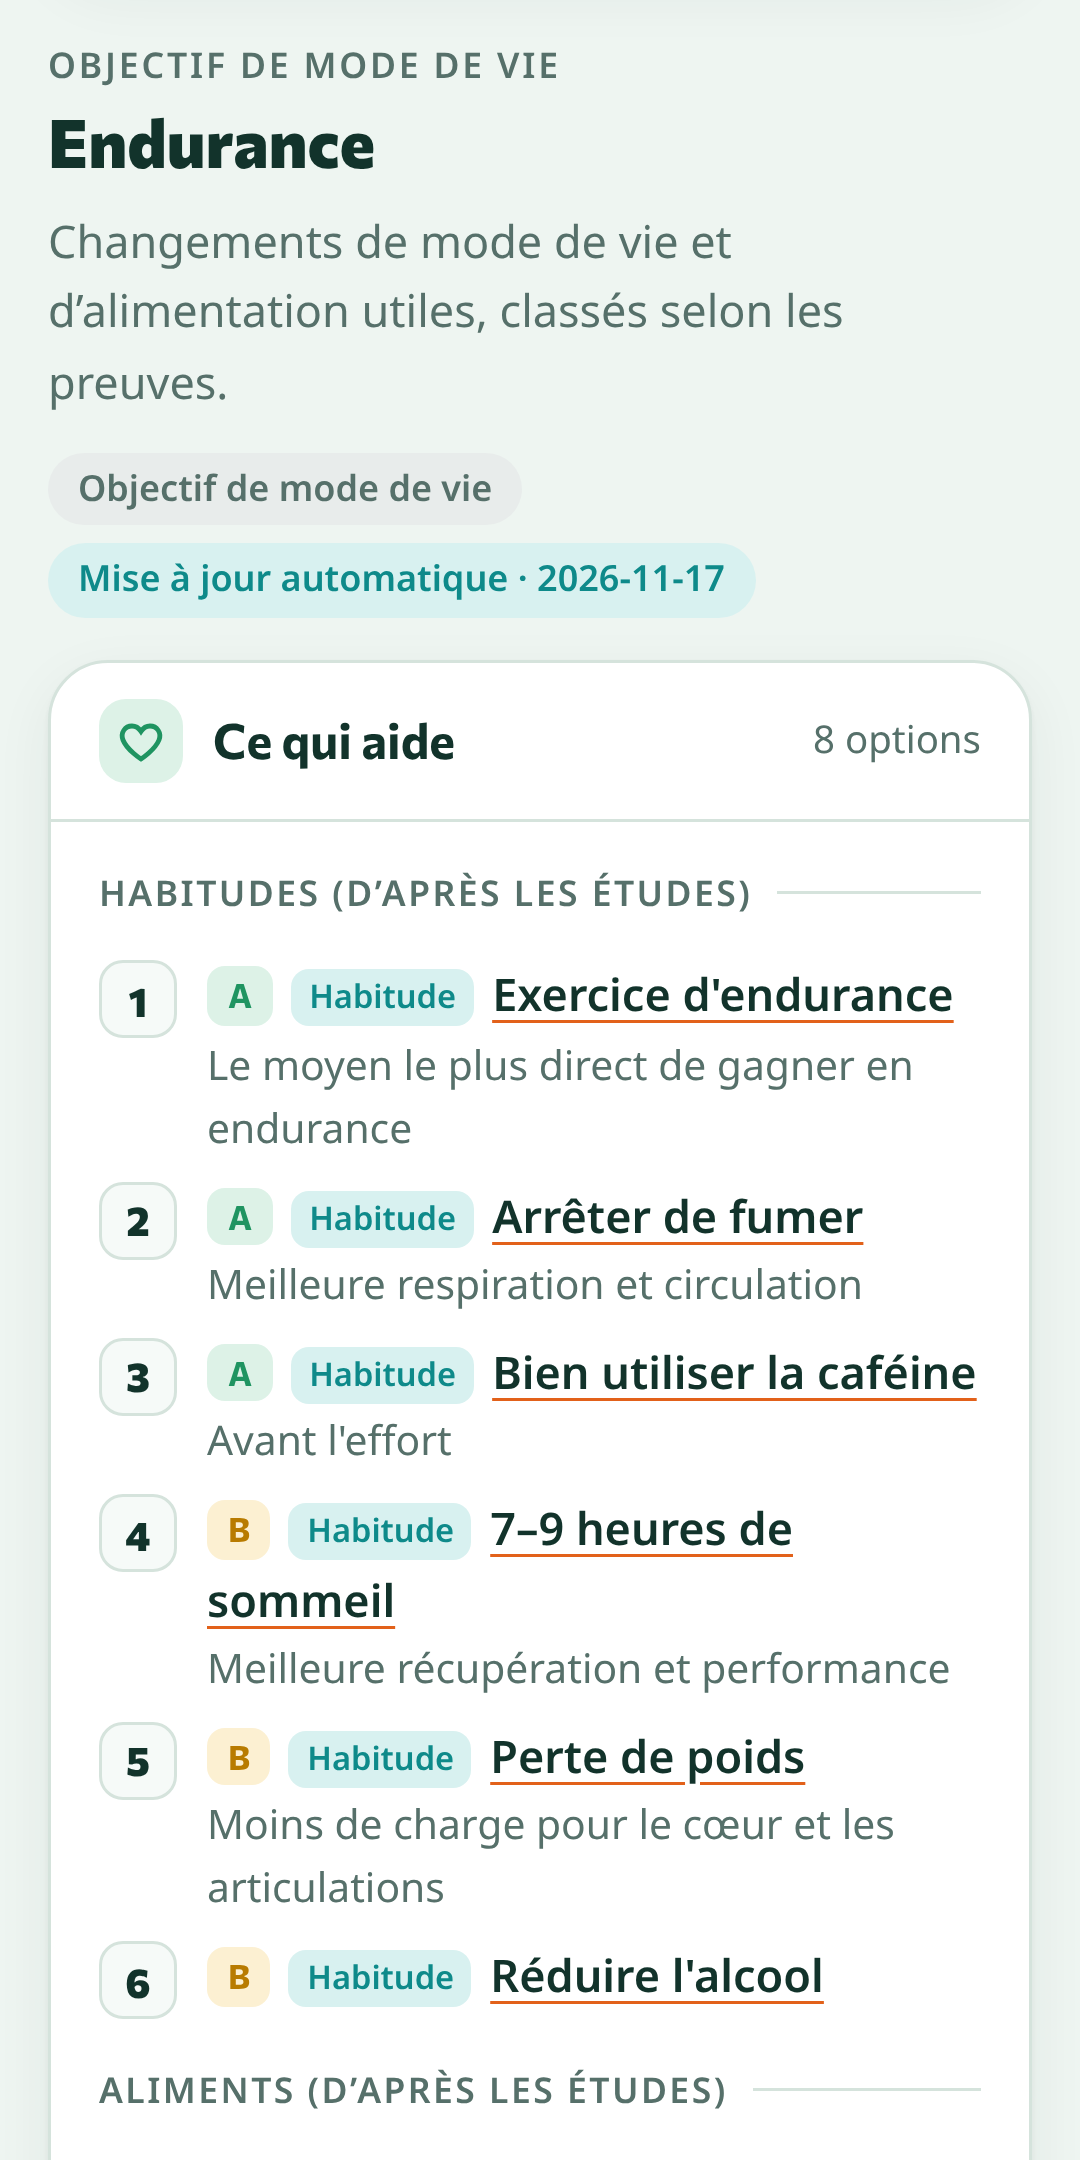 OBJECTIF DE MODE DE VIE
Endurance
Changements de mode de vie et
d’alimentation utiles, classés selon les
preuves.
Objectif de mode de vie
Mise à jour automatique · 2026-11-17
Ce qui aide 8 options
HABITUDES (D’APRÈS LES ÉTUDES)
1 A Habitude Exercice d'endurance
Le moyen le plus direct de gagner en
endurance
2 A Habitude Arrêter de fumer
Meilleure respiration et circulation
3 A Habitude Bien utiliser la caféine
Avant l'effort
4 B Habitude 7–9 heures de
sommeil
Meilleure récupération et performance
5 B Habitude Perte de poids
Moins de charge pour le cœur et les
articulations
6 B Habitude Réduire l'alcool
ALIMENTS (D’APRÈS LES ÉTUDES)